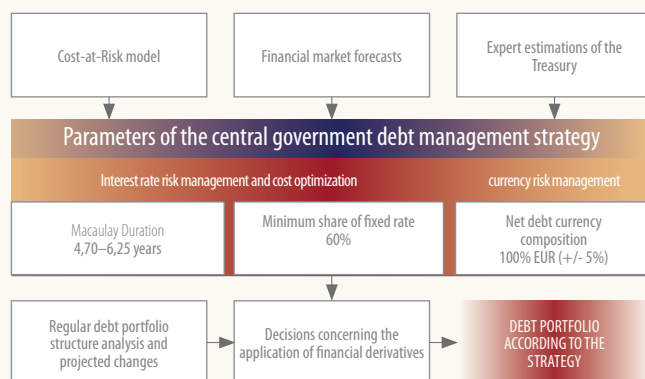 Cost-at-Risk model
Financial market forecasts
Expert estimations of the
Treasury
Parameters of the central government debt management strategy
Interest rate risk management and cost optimization
currency risk management
Macaulay Duration
4,70–6,25 years
Minimum share of fixed rate
60%
Net debt currency
composition
100% EUR (+/- 5%)
Regular debt portfolio
structure analysis and
projected changes
Decisions concerning the
application of financial derivatives
DEBT PORTFOLIO
ACCORDING TO THE
STRATEGY